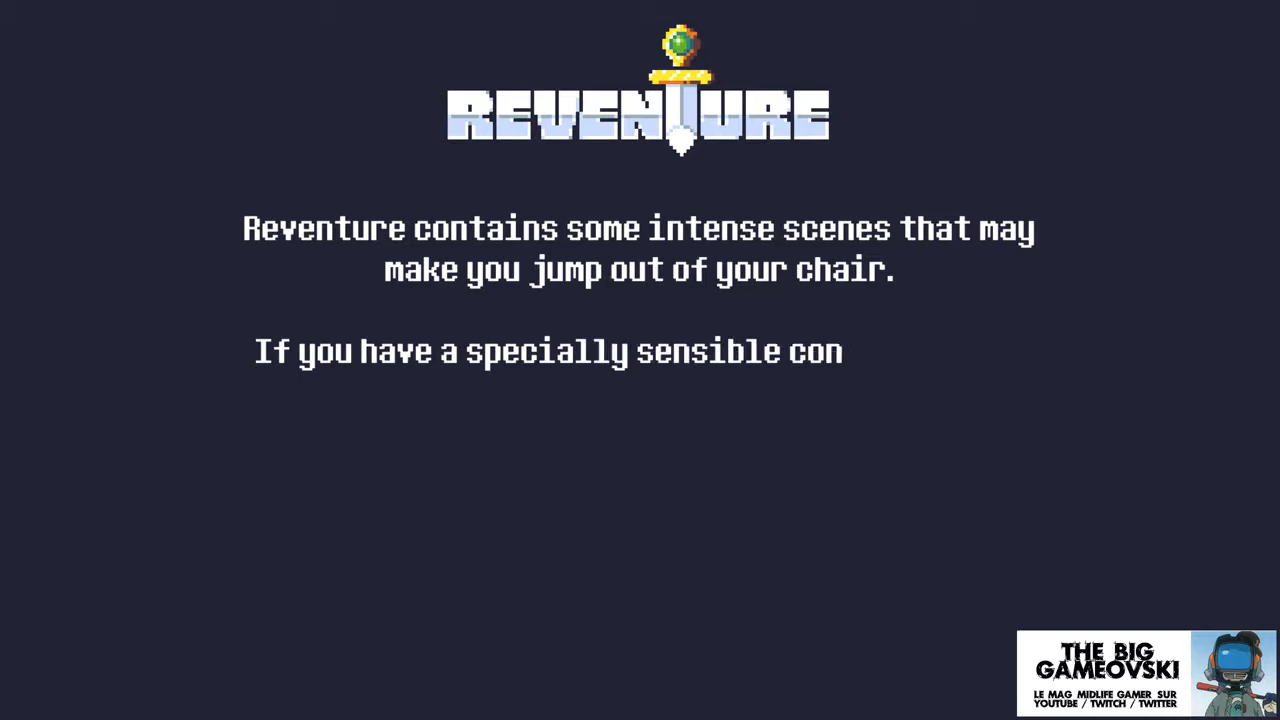 REVENTURE
Reventure contains some intense scenes that may
make you jump out of your chair.
If you have a specially sensible con
THE BIG
GAMEOVSKI
LE MAG MIDLIFE GAMER SUR
YOUTUBE / TWITCH / TWITTER